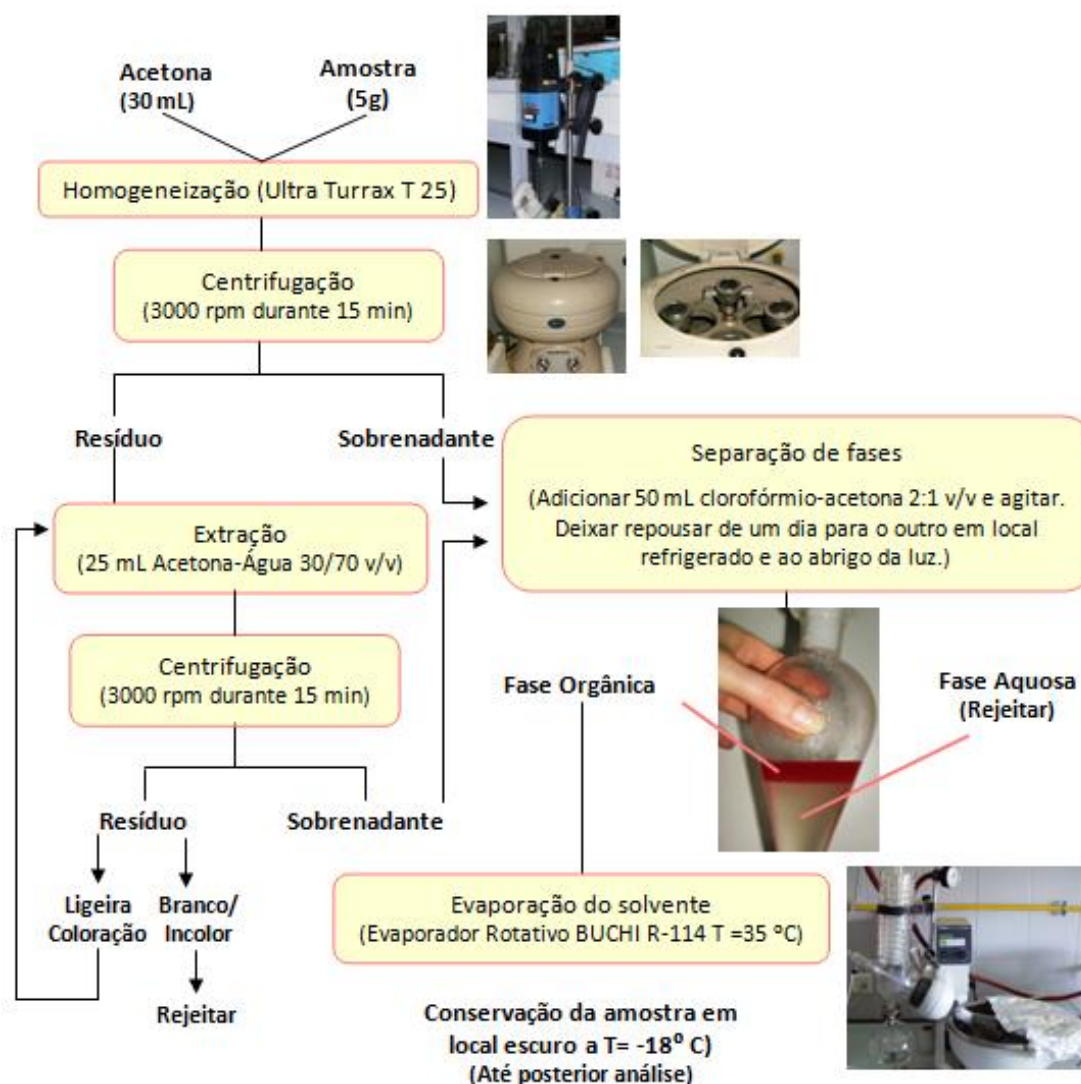 Acetona
(30 mL)
Amostra
(5g)
Homogeneização (Ultra Turrax T 25)
Centrifugação
(3000 rpm durante 15 min)
Resíduo
Sobrenadante
Separação de fases
(Adicionar 50 mL clorofórmio-acetona 2:1 v/v e agitar.
Deixar repousar de um dia para o outro em local
refrigerado e ao abrigo da luz.)
Extração
(25 mL Acetona-Água 30/70 v/v)
Centrifugação
(3000 rpm durante 15 min)
Fase Orgânica
Fase Aquosa
(Rejeitar)
Resíduo
Sobrenadante
Ligeira
Coloração
Branco/
Incolor
Rejeitar
Evaporação do solvente
(Evaporador Rotativo BUCHI R-114 T =35 ºC)
Conservação da amostra em
local escuro a T= -18º C)
(Até posterior análise)